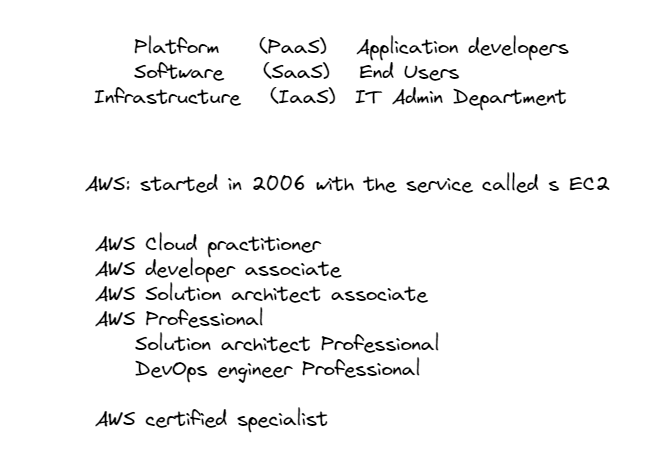 Platform (PaaS) Application developers
Software (SaaS) End Users
Infrastructure (IaaS) IT Admin Department
AWS: started in 2006 with the service called s EC2
AWS Cloud practitioner
AWS developer associate
AWS Solution architect associate
AWS Professional
Solution architect Professional
DevOps engineer Professional
AWS certified specialist